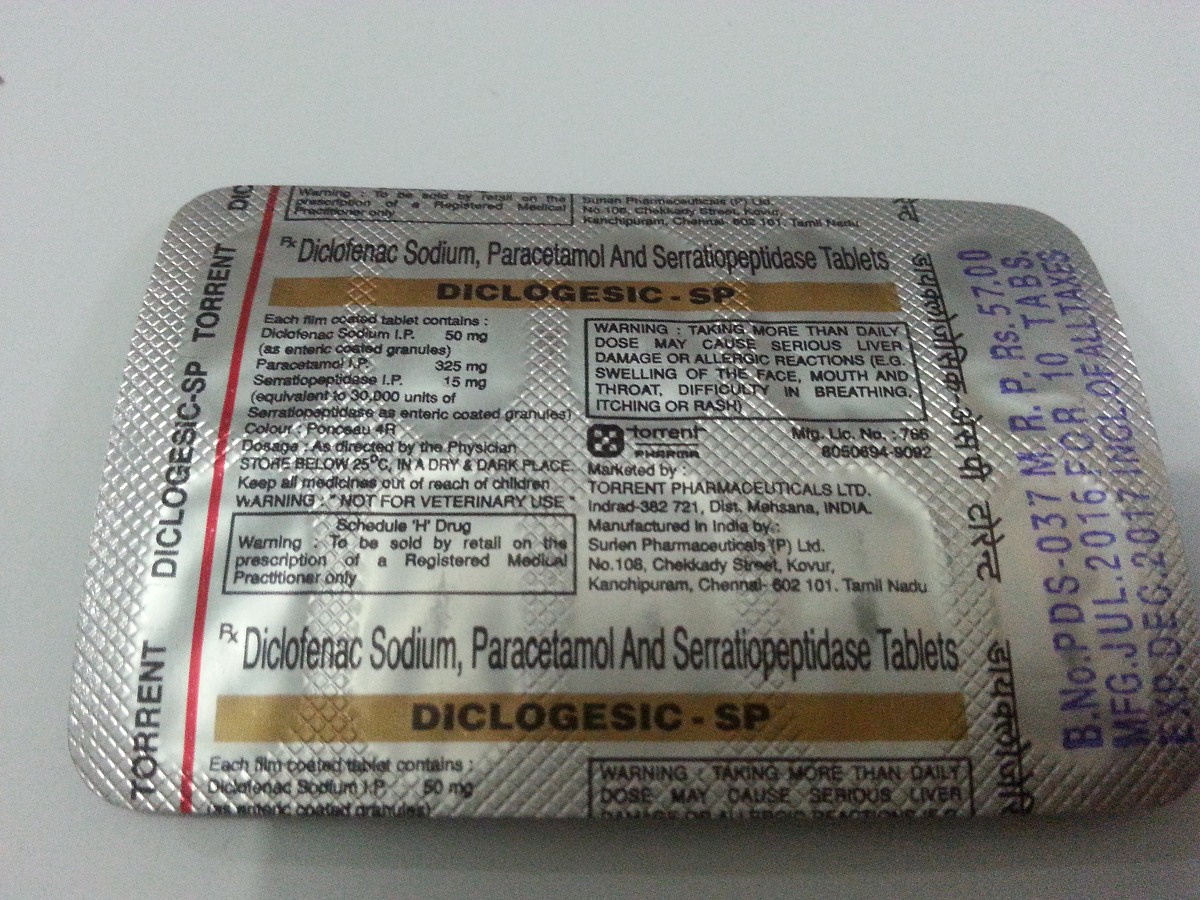 Warning : To be sold by retail on the
prescription of a Registered Medical
Practitioner only
Surien Pharmaceuticals (P) Ltd.
No.108, Chekkady Street, Kovur,
Kanchipuram, Chennai- 602 101. Tamil Nadu
Rx Diclofenac Sodium, Paracetamol And Serratiopeptidase Tablets
DICLOGESIC - SP
Each film coated tablet contains :
Diclofenac Sodium I.P. 50 mg
(as enteric coated granules)
Paracetamol I.P. 325 mg
Serratiopeptidase I.P. 15 mg
(equivalent to 30,000 units of
Serratiopeptidase as enteric coated granules)
Colour : Ponceau 4R
Dosage : As directed by the Physician
STORE BELOW 25°C, IN A DRY & DARK PLACE.
Keep all medicines out of reach of children
WARNING : " NOT FOR VETERINARY USE "
Schedule 'H' Drug
Warning : To be sold by retail on the
prescription of a Registered Medical
Practitioner only
WARNING : TAKING MORE THAN DAILY
DOSE MAY CAUSE SERIOUS LIVER
DAMAGE OR ALLERGIC REACTIONS (E.G.
SWELLING OF THE FACE, MOUTH AND
THROAT, DIFFICULTY IN BREATHING,
ITCHING OR RASH)
torrent
PHARMA
Mfg. Lic. No. : 766
8050694-9092
Marketed by :
TORRENT PHARMACEUTICALS LTD.
Indrad-382 721, Dist. Mehsana, INDIA.
Manufactured in India by :
Surien Pharmaceuticals (P) Ltd.
No.108, Chekkady Street, Kovur,
Kanchipuram, Chennai- 602 101. Tamil Nadu
Rx Diclofenac Sodium, Paracetamol And Serratiopeptidase Tablets
DICLOGESIC - SP
Each film coated tablet contains :
Diclofenac Sodium I.P. 50 mg
(as enteric coated granules)
WARNING : TAKING MORE THAN DAILY
DOSE MAY CAUSE SERIOUS LIVER
DAMAGE OR ALLERGIC REACTIONS (E.G.
TORRENT DICLOGESIC-SP TORRENT DIC
B.No.PDS-037 M.R.P. Rs.57.00
MFG.JUL.2016 FOR 10 TABS.
EXP.DEC.2017 INCL.OF ALL TAXES